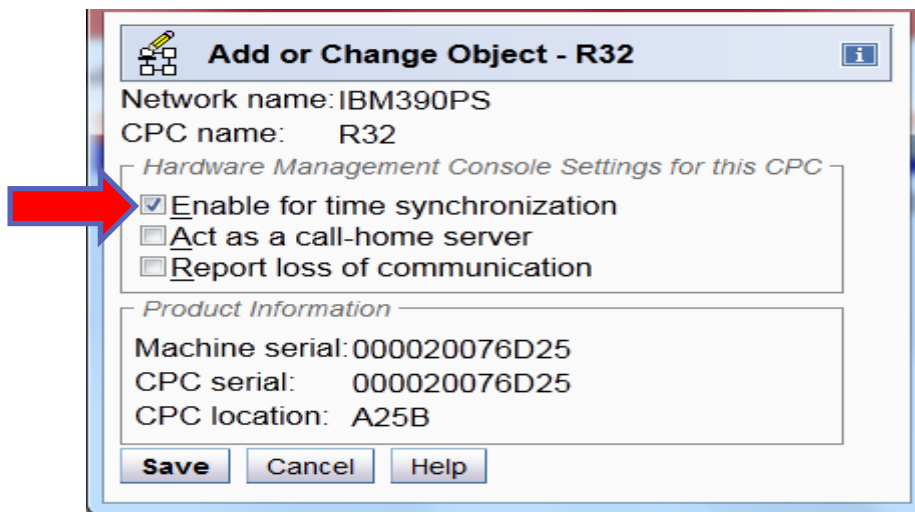 Add or Change Object - R32
i
Network name: IBM390PS
CPC name: R32
Hardware Management Console Settings for this CPC
Enable for time synchronization
Act as a call-home server
Report loss of communication
Product Information
Machine serial: 000020076D25
CPC serial: 000020076D25
CPC location: A25B
Save Cancel Help